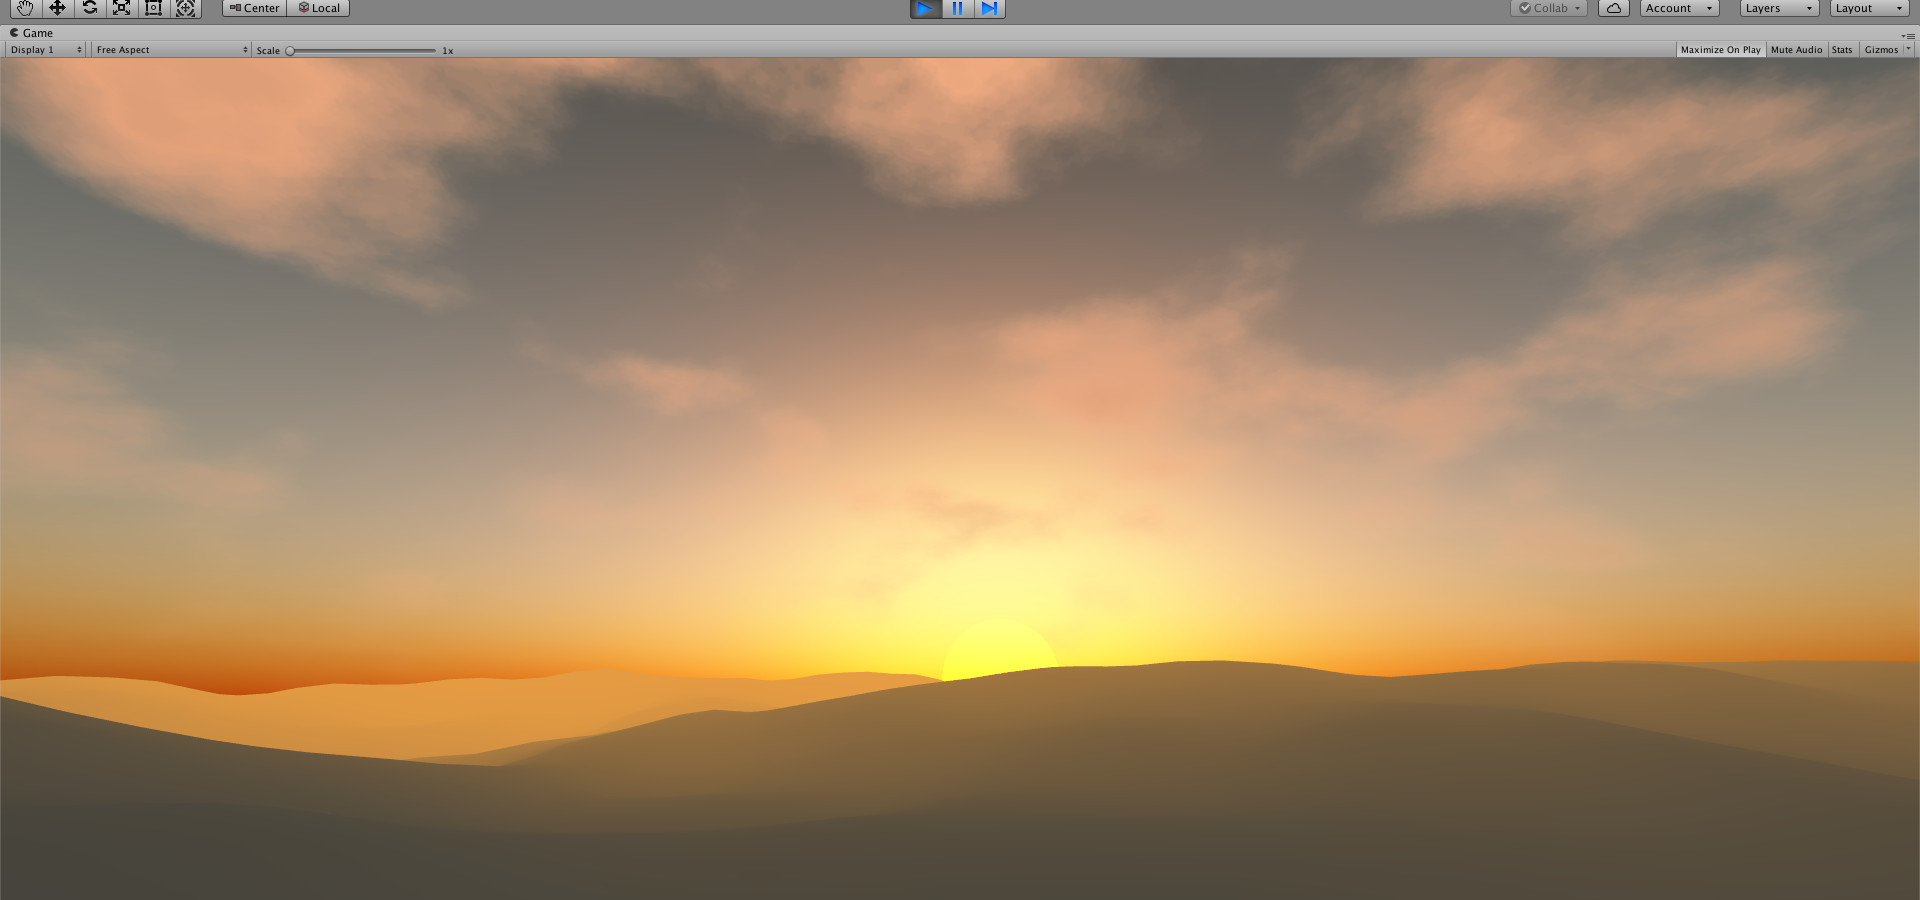 Center Local Collab Account Layers Layout
Game
Display 1 Free Aspect Scale 1x Maximize On Play Mute Audio Stats Gizmos